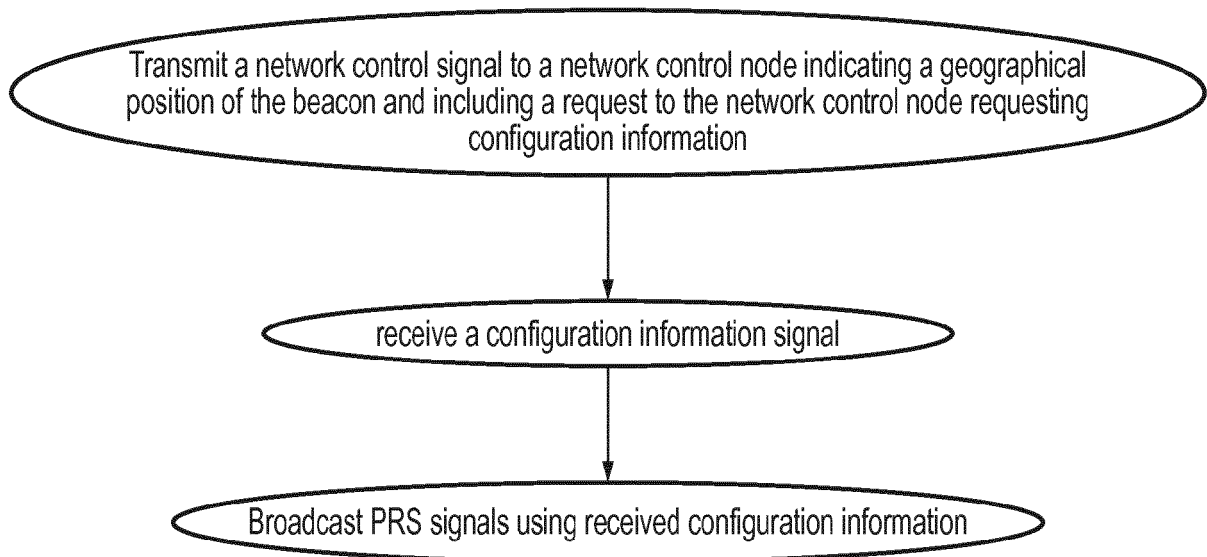 Transmit a network control signal to a network control node indicating a geographical
position of the beacon and including a request to the network control node requesting
configuration information
receive a configuration information signal
Broadcast PRS signals using received configuration information